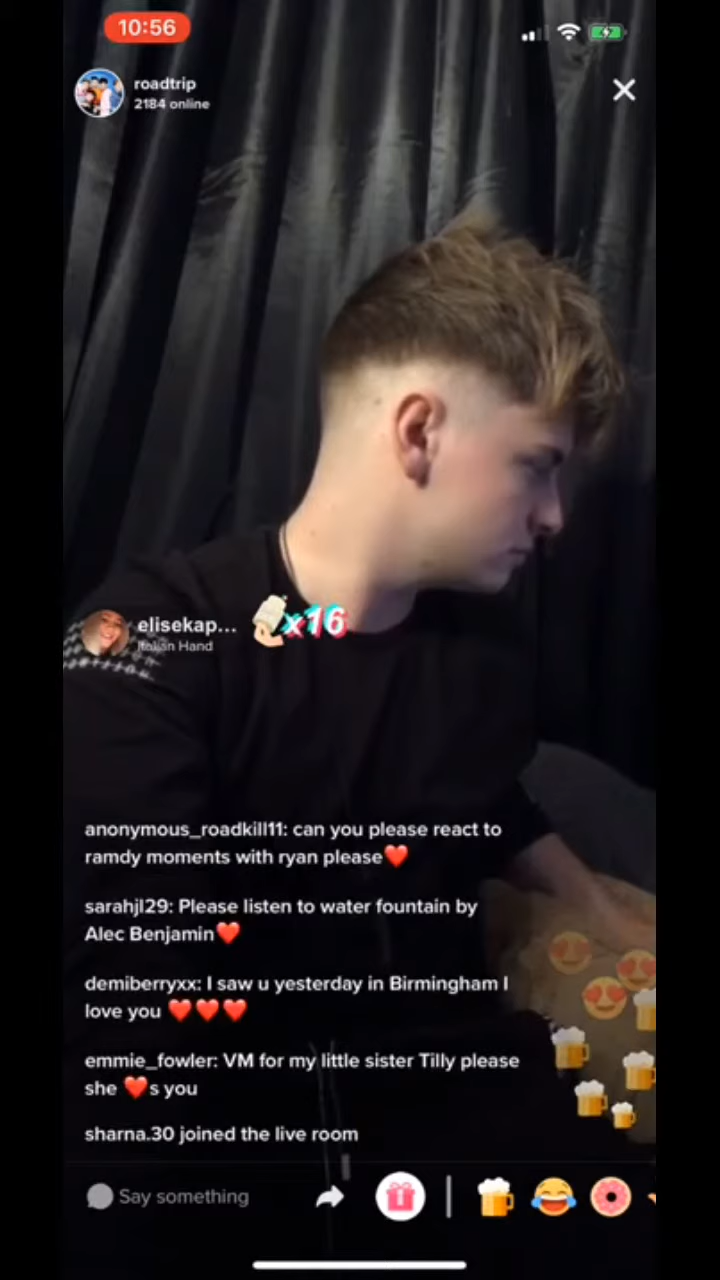 10:56
roadtrip
2184 online
elisekap...
x16
Italian Hand
anonymous_roadkill11: can you please react to
ramdy moments with ryan please❤️
sarahjl29: Please listen to water fountain by
Alec Benjamin❤️
demiberryxx: I saw u yesterday in Birmingham I
love you ❤️❤️❤️
emmie_fowler: VM for my little sister Tilly please
she ❤️s you
sharna.30 joined the live room
Say something